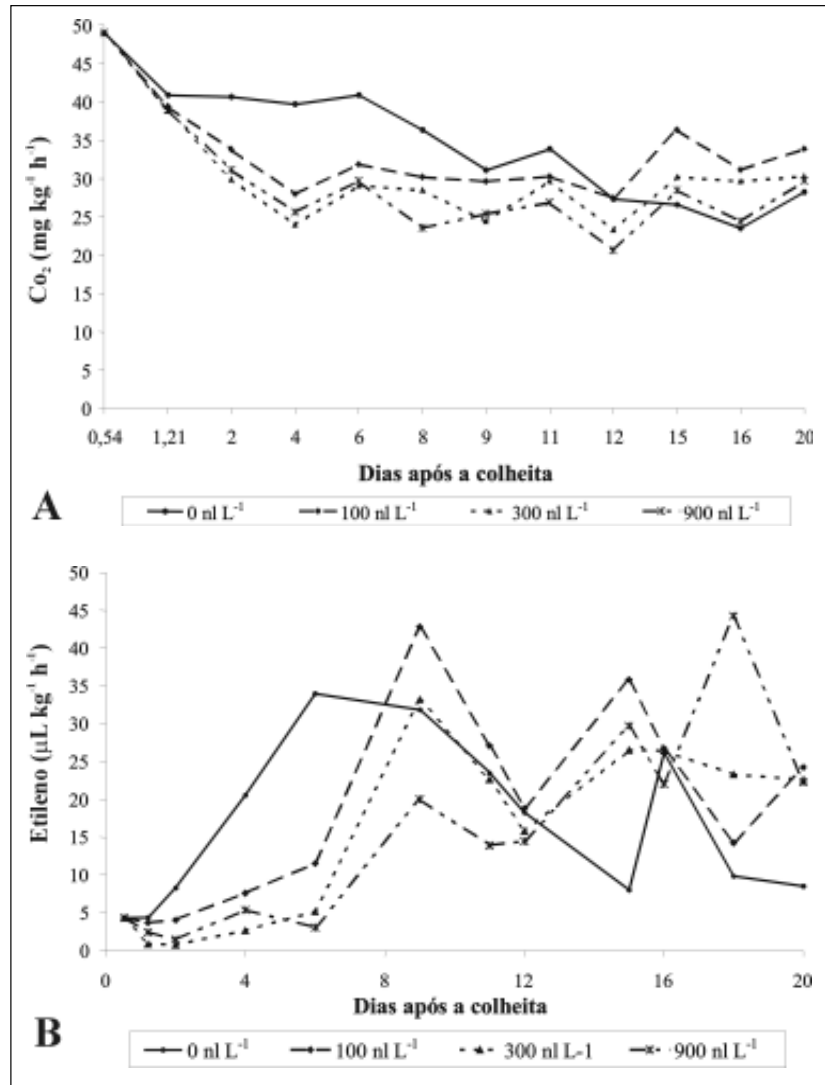 50
45
40
35
30
25
20
15
10
5
0
Co₂ (mg kg⁻¹ h⁻¹)
0,54 1,21 2 4 6 8 9 11 12 15 16 20
Dias após a colheita
A
0 nl L⁻¹ 100 nl L⁻¹ 300 nl L⁻¹ 900 nl L⁻¹
50
45
40
35
30
25
20
15
10
5
0
Etileno (µL kg⁻¹ h⁻¹)
0 4 8 12 16 20
Dias após a colheita
B
0 nl L⁻¹ 100 nl L⁻¹ 300 nl L-1 900 nl L⁻¹